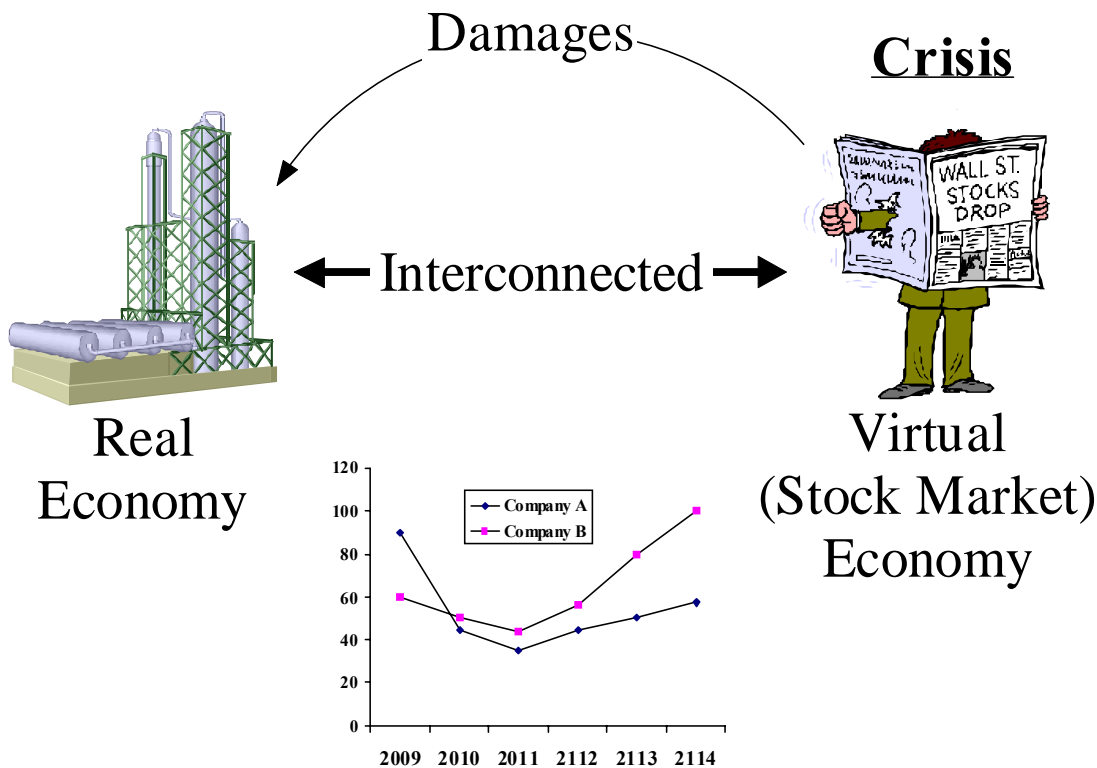 Damages
Crisis
WALL ST.
STOCKS
DROP
Interconnected
Real
Economy
Virtual
(Stock Market)
Economy
120
100
80
60
40
20
0
Company A
Company B
2009 2010 2011 2112 2113 2114